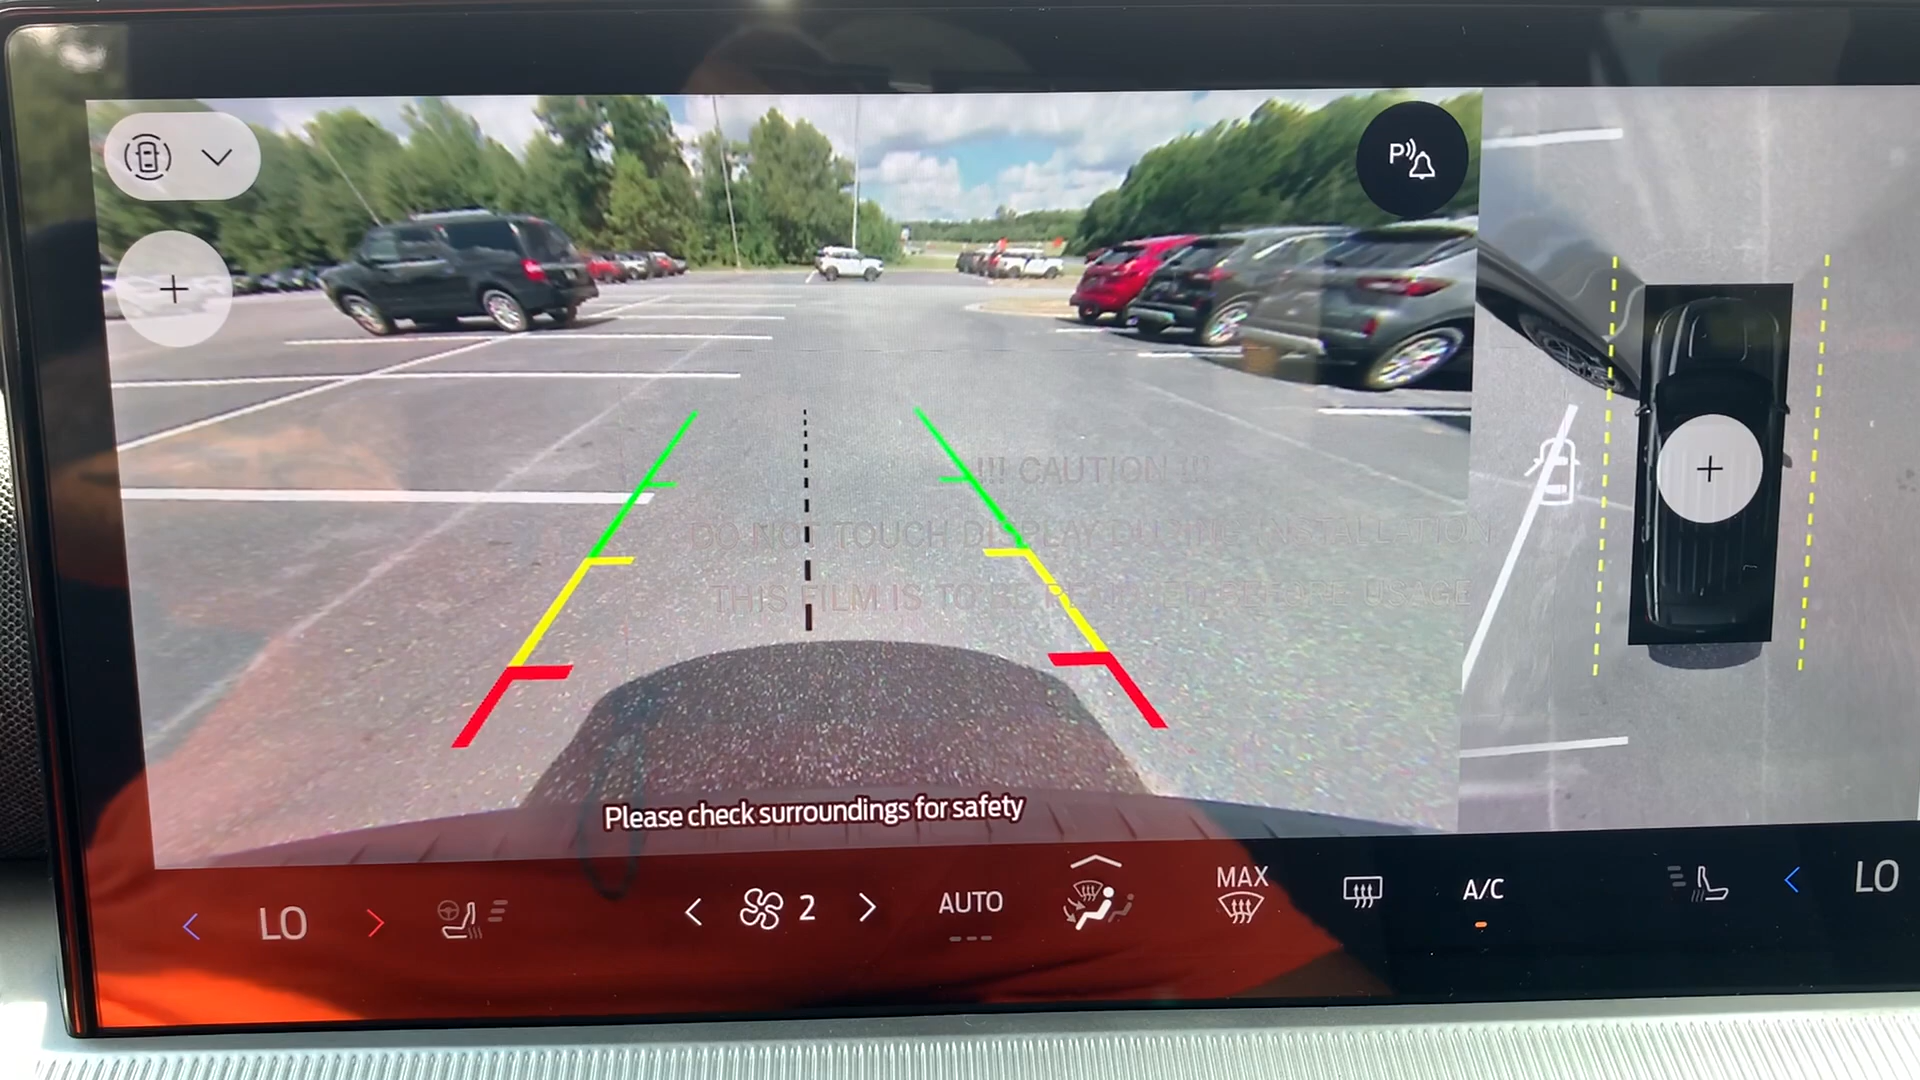 P
!!! CAUTION !!!
DO NOT TOUCH DISPLAY DURING INSTALLATION
THIS FILM IS TO BE REMOVED BEFORE USAGE
Please check surroundings for safety
LO
2
AUTO
MAX
A/C
LO